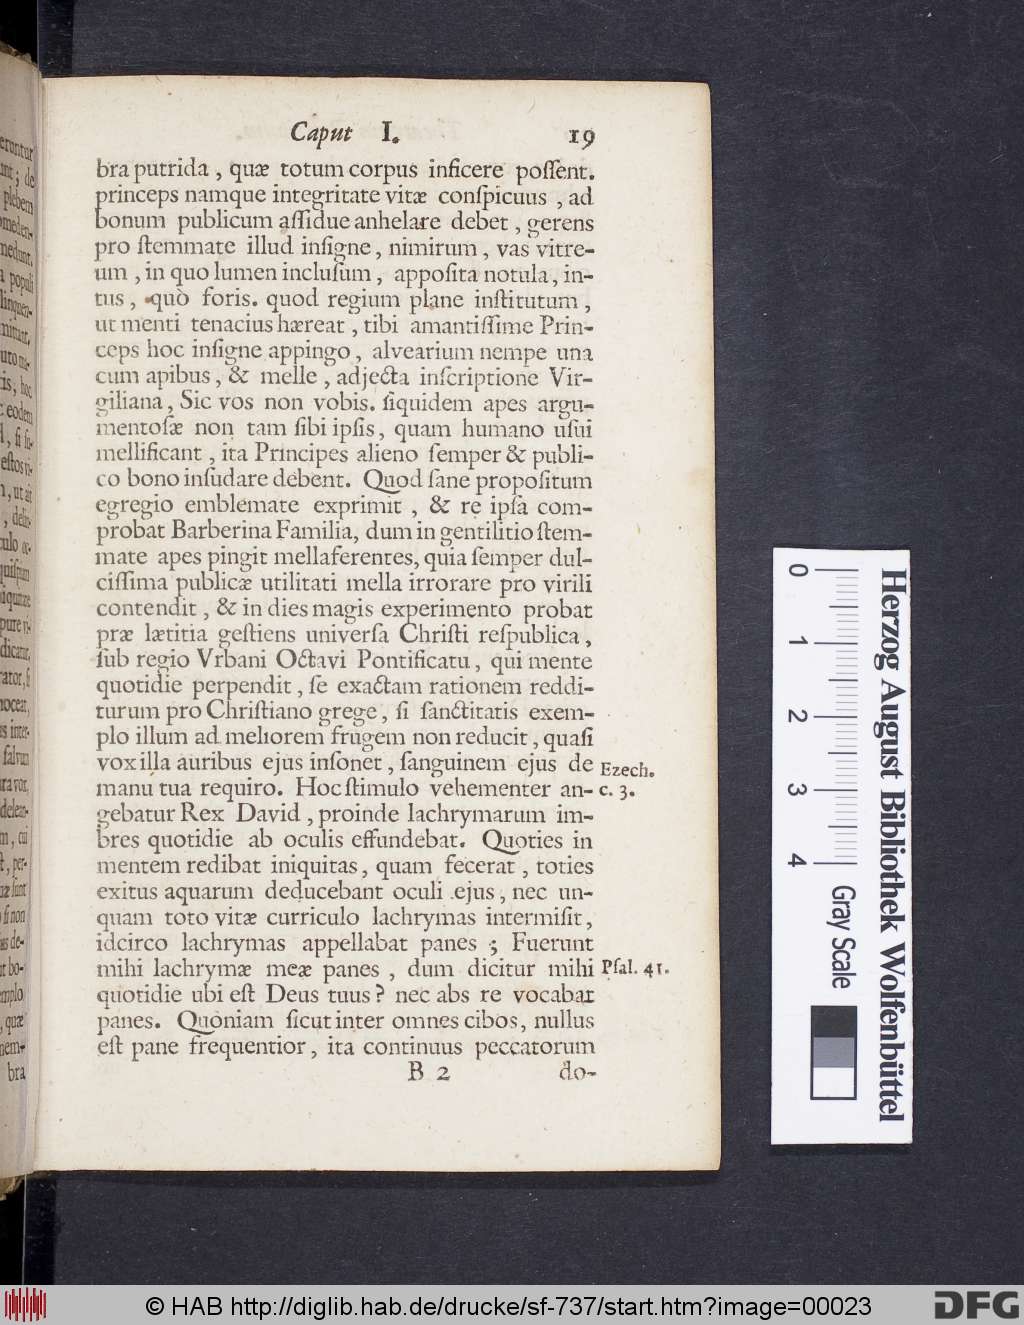 Caput I. 19
bra putrida, quæ totum corpus inficere poſſent.
princeps namque integritate vitæ conſpicuus, ad
bonum publicum aſſidue anhelare debet, gerens
pro ſtemmate illud inſigne, nimirum, vas vitre-
um, in quo lumen incluſum, appoſita notula, in-
tus, quò foris. quod regium plane inſtitutum,
ut menti tenacius hæreat, tibi amantiſſime Prin-
ceps hoc inſigne appingo, alvearium nempe una
cum apibus, & melle, adjecta inſcriptione Vir-
giliana, Sic vos non vobis. ſiquidem apes argu-
mentoſæ non tam ſibi ipſis, quam humano uſui
mellificant, ita Principes alieno ſemper & publi-
co bono inſudare debent. Quod ſane propoſitum
egregio emblemate exprimit, & re ipſa com-
probat Barberina Familia, dum in gentilitio ſtem-
mate apes pingit mellaferentes, quia ſemper dul-
ciſſima publicæ utilitati mella irrorare pro virili
contendit, & in dies magis experimento probat
præ lætitia geſtiens univerſa Chriſti reſpublica,
ſub regio Vrbani Octavi Pontificatu, qui mente
quotidie perpendit, ſe exactam rationem reddi-
turum pro Chriſtiano grege, ſi ſanctitatis exem-
plo illum ad meliorem frugem non reducit, quaſi
vox illa auribus ejus inſonet, ſanguinem ejus de
manu tua requiro. Hoc ſtimulo vehementer an-
gebatur Rex David, proinde lachrymarum im-
bres quotidie ab oculis effundebat. Quoties in
mentem redibat iniquitas, quam fecerat, toties
exitus aquarum deducebant oculi ejus, nec un-
quam toto vitæ curriculo lachrymas intermiſit,
idcirco lachrymas appellabat panes; Fuerunt
mihi lachrymæ meæ panes, dum dicitur mihi
quotidie ubi eſt Deus tuus? nec abs re vocabat
panes. Quoniam ſicut inter omnes cibos, nullus
eſt pane frequentior, ita continuus peccatorum
B 2 do-
Ezech.
c. 3.
Pſal. 41.
0 1 2 3 4
Gray Scale
Herzog August Bibliothek Wolfenbüttel
© HAB http://diglib.hab.de/drucke/sf-737/start.htm?image=00023
DFG